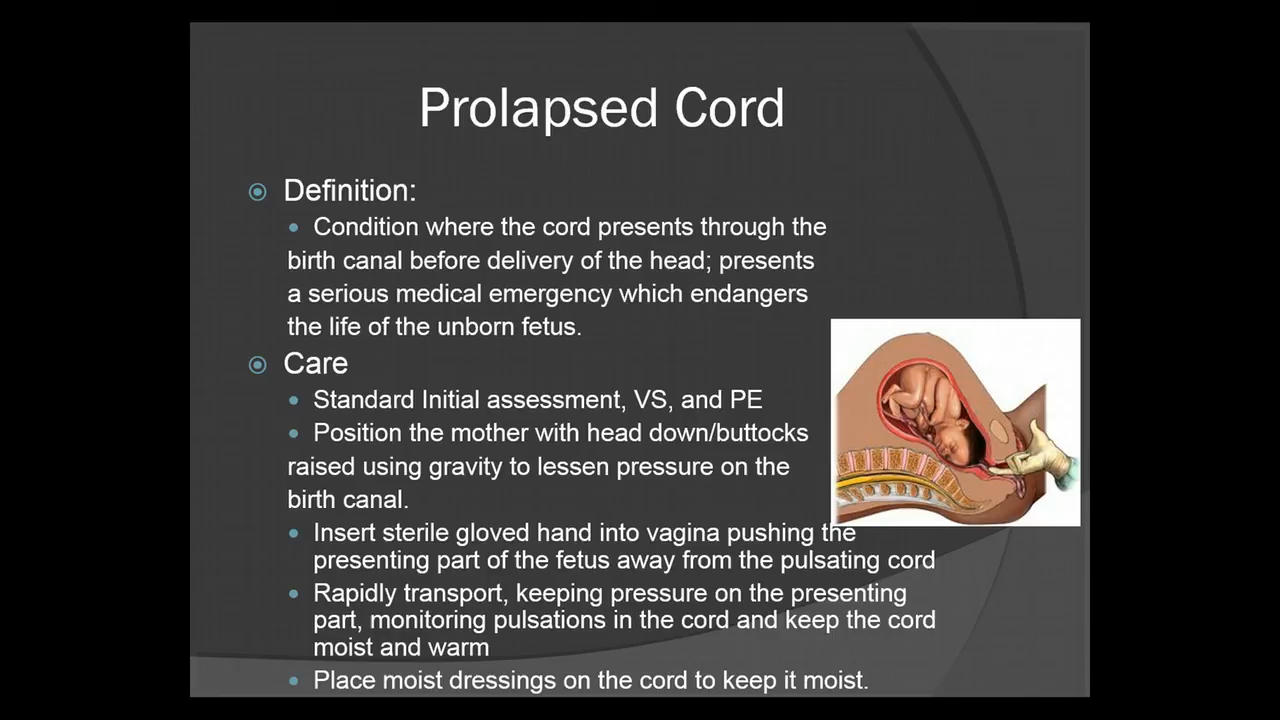 Prolapsed Cord
Definition:
Condition where the cord presents through the
birth canal before delivery of the head; presents
a serious medical emergency which endangers
the life of the unborn fetus.
Care
Standard Initial assessment, VS, and PE
Position the mother with head down/buttocks
raised using gravity to lessen pressure on the
birth canal.
Insert sterile gloved hand into vagina pushing the
presenting part of the fetus away from the pulsating cord
Rapidly transport, keeping pressure on the presenting
part, monitoring pulsations in the cord and keep the cord
moist and warm
Place moist dressings on the cord to keep it moist.